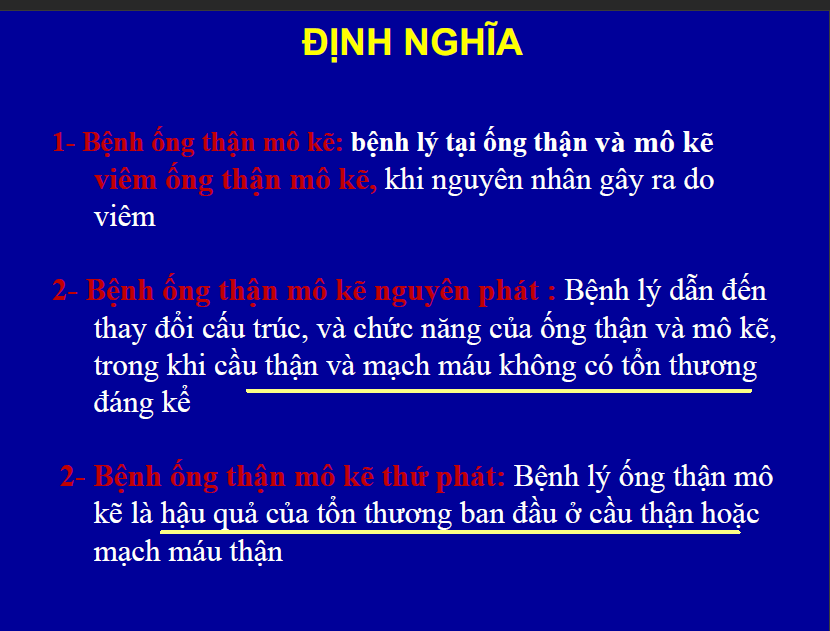 ĐỊNH NGHĨA
1- Bệnh ống thận mô kẽ: bệnh lý tại ống thận và mô kẽ
viêm ống thận mô kẽ, khi nguyên nhân gây ra do
viêm
2- Bệnh ống thận mô kẽ nguyên phát : Bệnh lý dẫn đến
thay đổi cấu trúc, và chức năng của ống thận và mô kẽ,
trong khi cầu thận và mạch máu không có tổn thương
đáng kể
2- Bệnh ống thận mô kẽ thứ phát: Bệnh lý ống thận mô
kẽ là hậu quả của tổn thương ban đầu ở cầu thận hoặc
mạch máu thận